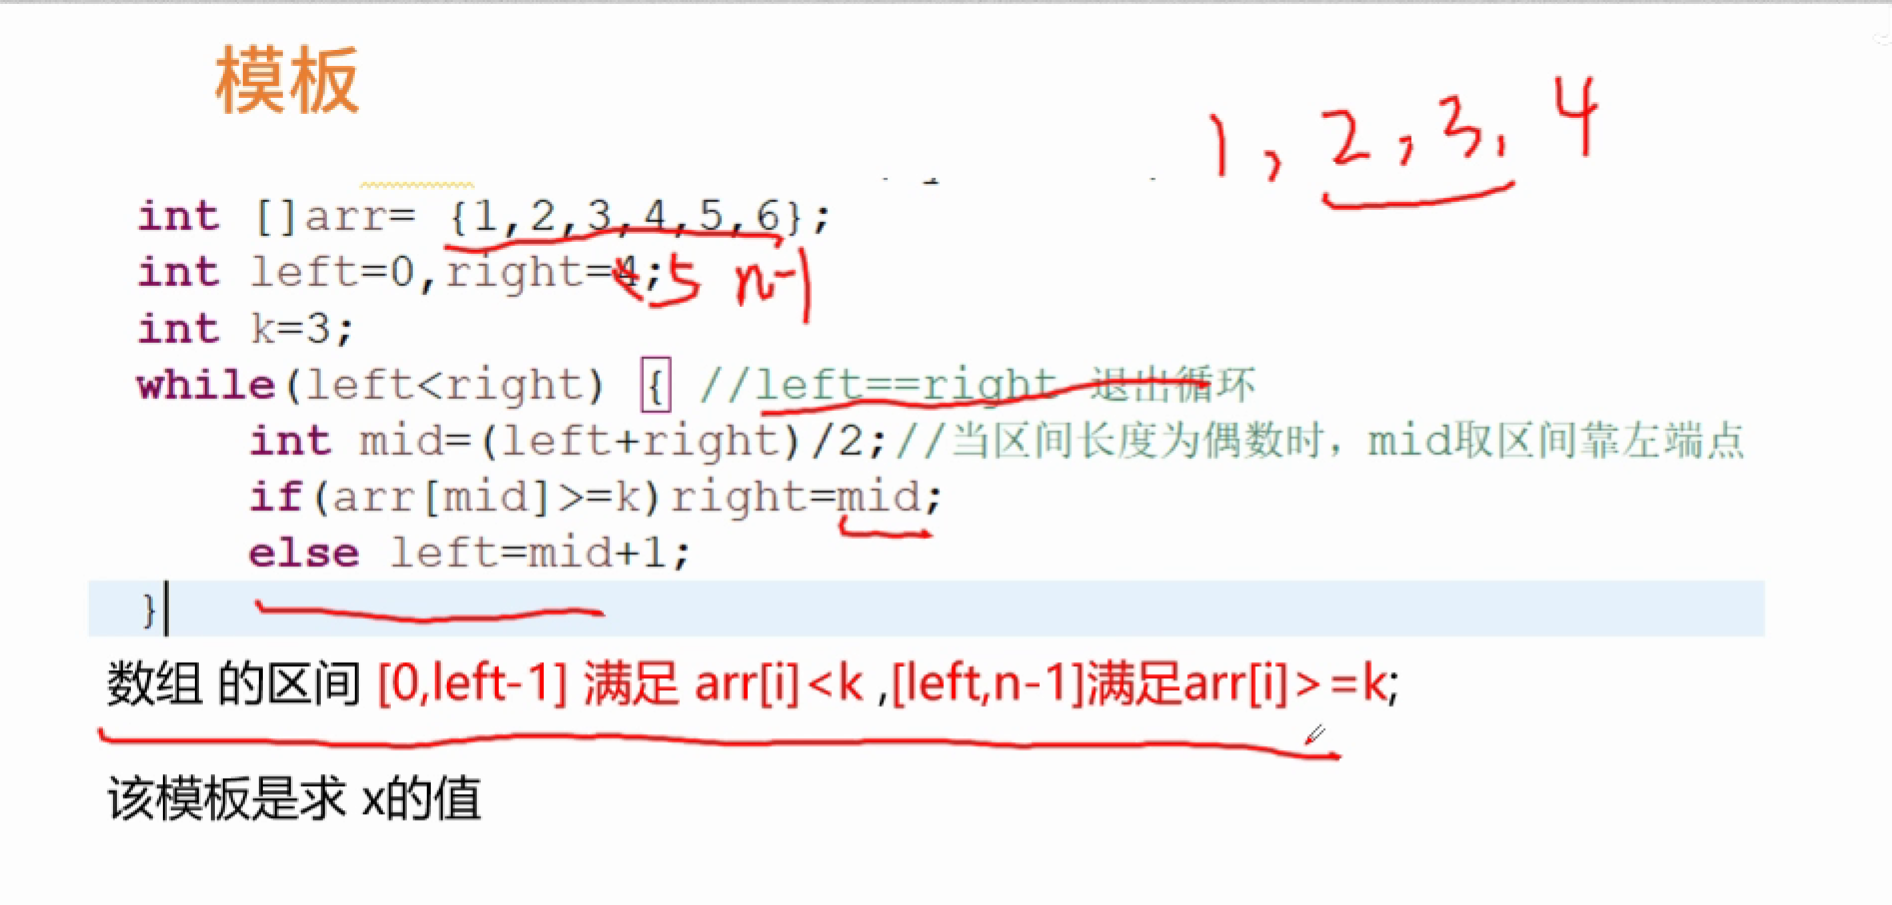 模板
1, 2, 3, 4
int []arr= {1,2,3,4,5,6};
int left=0,right=4; 5 n-1
int k=3;
while(left<right) { //left==right 退出循环
int mid=(left+right)/2;//当区间长度为偶数时，mid取区间靠左端点
if(arr[mid]>=k)right=mid;
else left=mid+1;
}
数组 的区间 [0,left-1] 满足 arr[i]<k ,[left,n-1]满足arr[i]>=k;
该模板是求 x的值